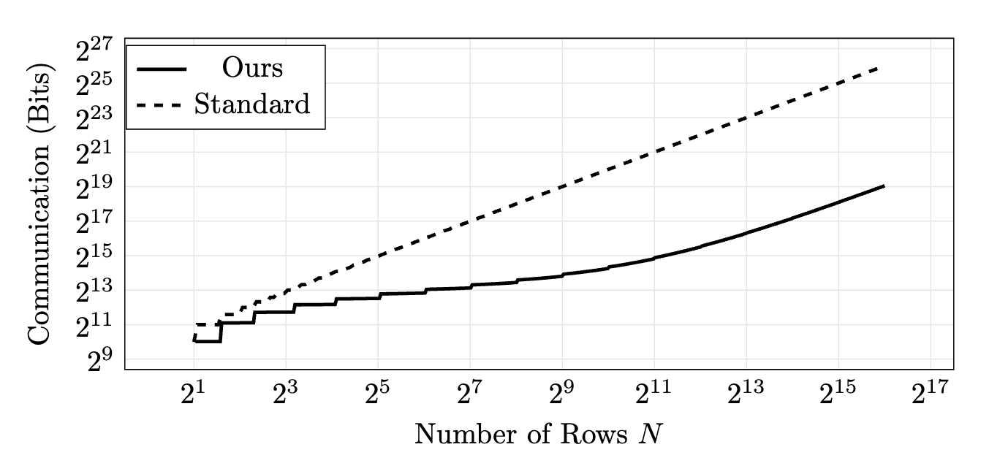 Communication (Bits)
2^27
2^25
2^23
2^21
2^19
2^17
2^15
2^13
2^11
2^9
Ours
Standard
2^1 2^3 2^5 2^7 2^9 2^11 2^13 2^15 2^17
Number of Rows N